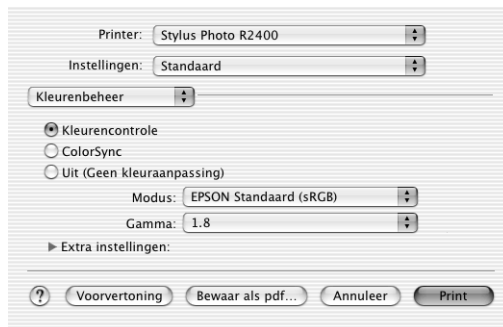 Printer: Stylus Photo R2400
Instellingen: Standaard
Kleurenbeheer
Kleurencontrole
ColorSync
Uit (Geen kleuraanpassing)
Modus: EPSON Standaard (sRGB)
Gamma: 1.8
Extra instellingen:
? Voorvertoning Bewaar als pdf... Annuleer Print